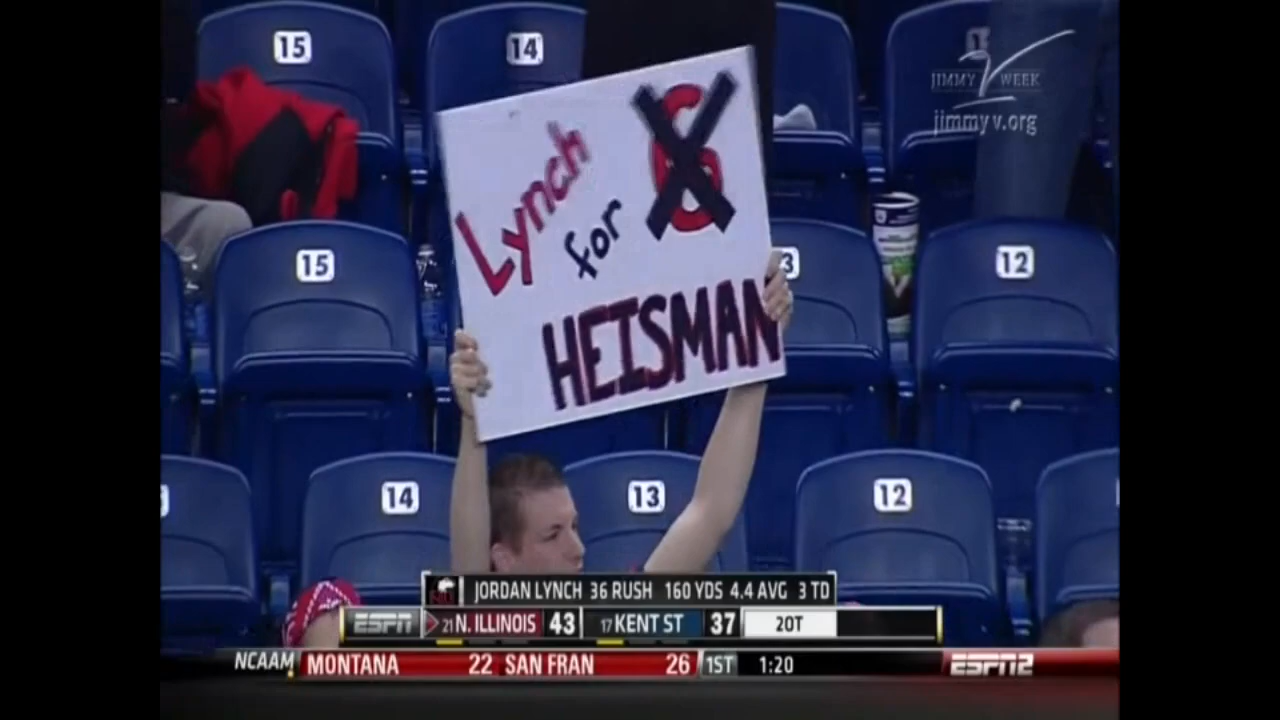 15
14
JIMMY V WEEK
jimmyv.org
Lynch
for
6
HEISMAN
15
3
12
14
13
12
JORDAN LYNCH 36 RUSH 160 YDS 4.4 AVG 3 TD
ESPN 21 N. ILLINOIS 43 17 KENT ST 37 2OT
NCAAM MONTANA 22 SAN FRAN 26 1ST 1:20 ESPN2